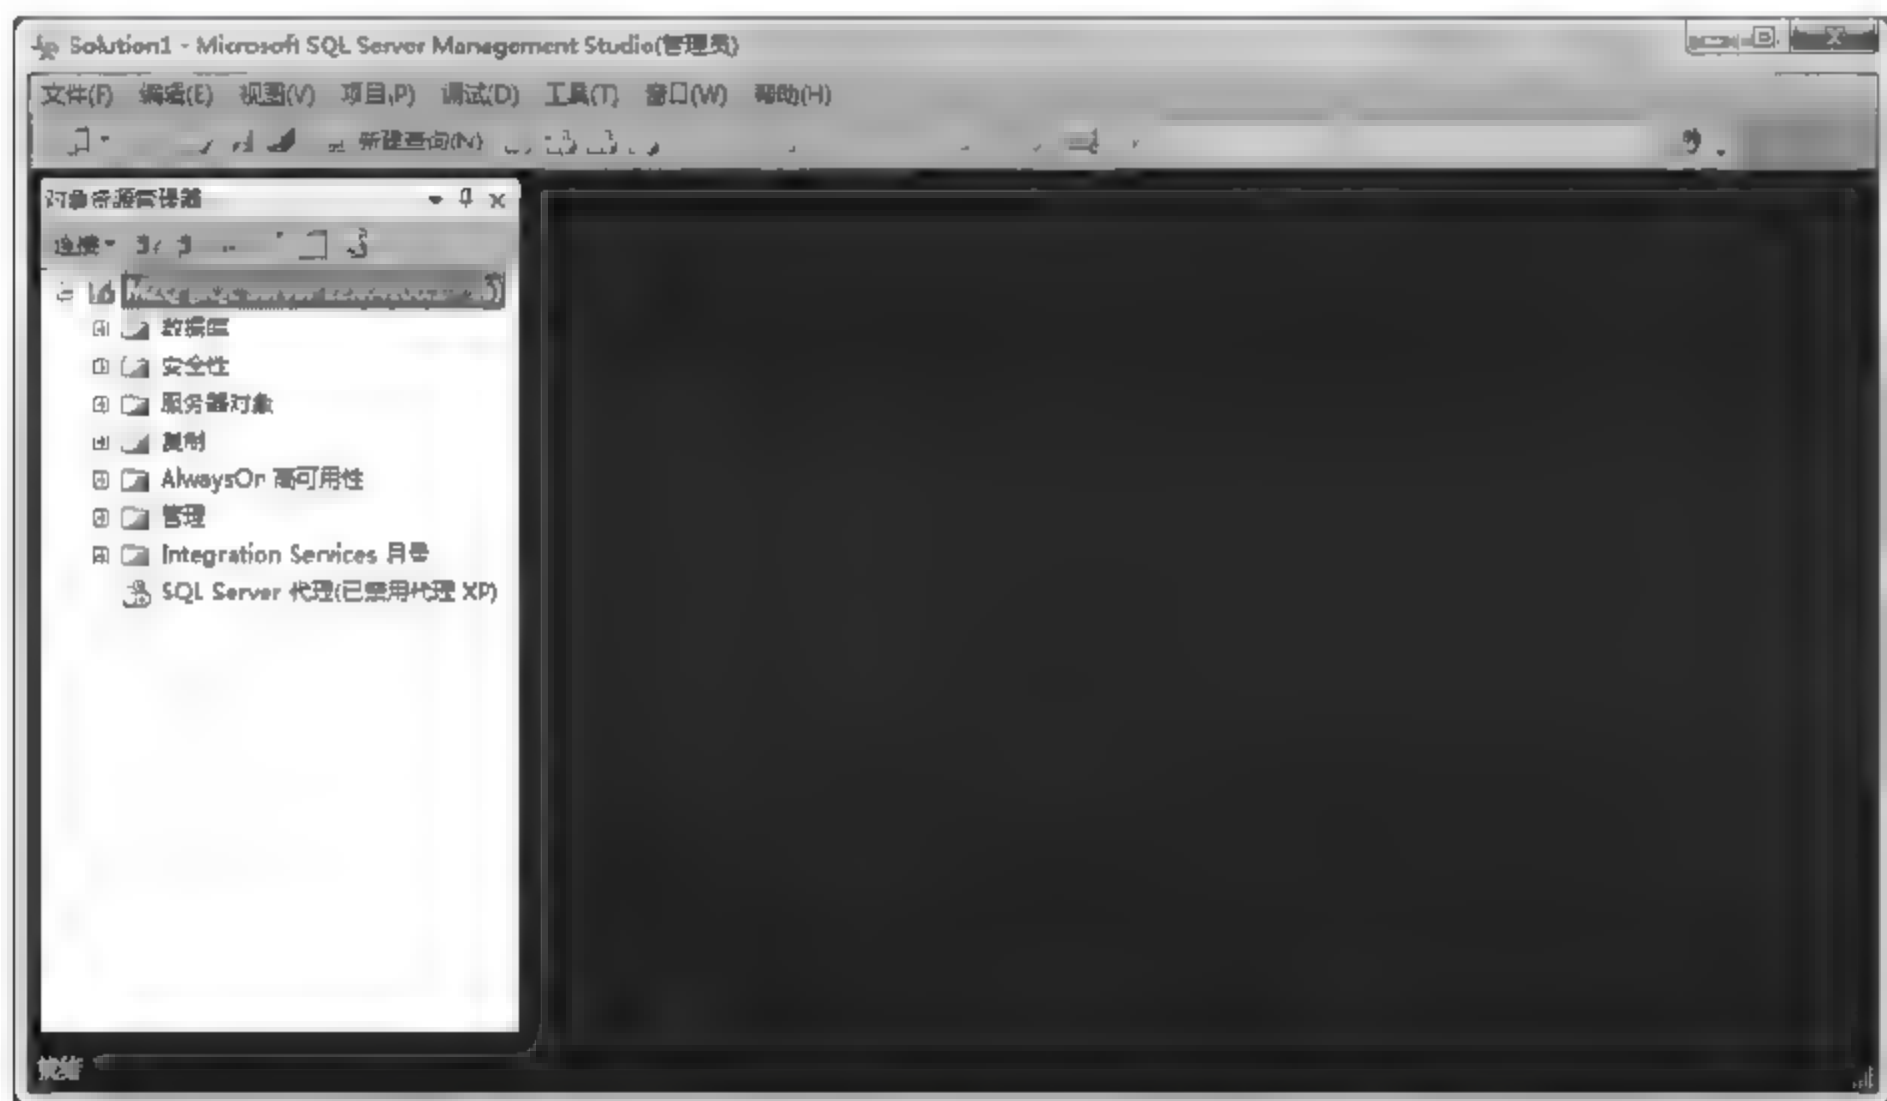 Solution1 - Microsoft SQL Server Management Studio(管理员)
文件(F) 编辑(E) 视图(V) 项目(P) 调试(D) 工具(T) 窗口(W) 帮助(H)
新建查询(N)
对象资源管理器
连接
数据库
安全性
服务器对象
复制
AlwaysOn 高可用性
管理
Integration Services 目录
SQL Server 代理(已禁用代理 XP)
就绪